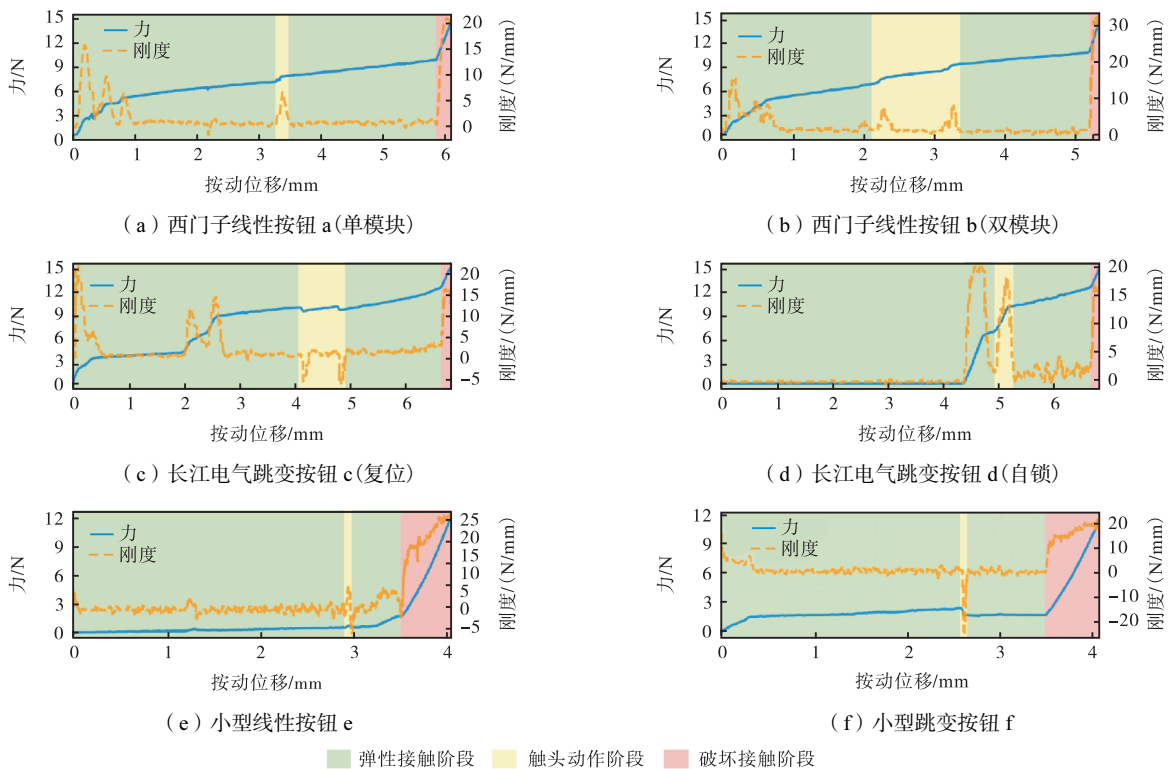 力
刚度
15
12
9
6
3
0
20
15
10
5
0
0 1 2 3 4 5 6
力/N
刚度/(N/mm)
按动位移/mm
(a)西门子线性按钮 a(单模块)
力
刚度
15
12
9
6
3
0
30
20
10
0
0 1 2 3 4 5
力/N
刚度/(N/mm)
按动位移/mm
(b)西门子线性按钮 b(双模块)
力
刚度
15
12
9
6
3
0
20
15
10
5
0
-5
0 1 2 3 4 5 6
力/N
刚度/(N/mm)
按动位移/mm
(c)长江电气跳变按钮 c(复位)
力
刚度
15
12
9
6
3
0
20
15
10
5
0
0 1 2 3 4 5 6
力/N
刚度/(N/mm)
按动位移/mm
(d)长江电气跳变按钮 d(自锁)
力
刚度
12
9
6
3
0
25
20
15
10
5
0
-5
0 1 2 3 4
力/N
刚度/(N/mm)
按动位移/mm
(e)小型线性按钮 e
力
刚度
12
9
6
3
0
20
10
0
-10
-20
0 1 2 3 4
力/N
刚度/(N/mm)
按动位移/mm
(f)小型跳变按钮 f
弹性接触阶段 触头动作阶段 破坏接触阶段